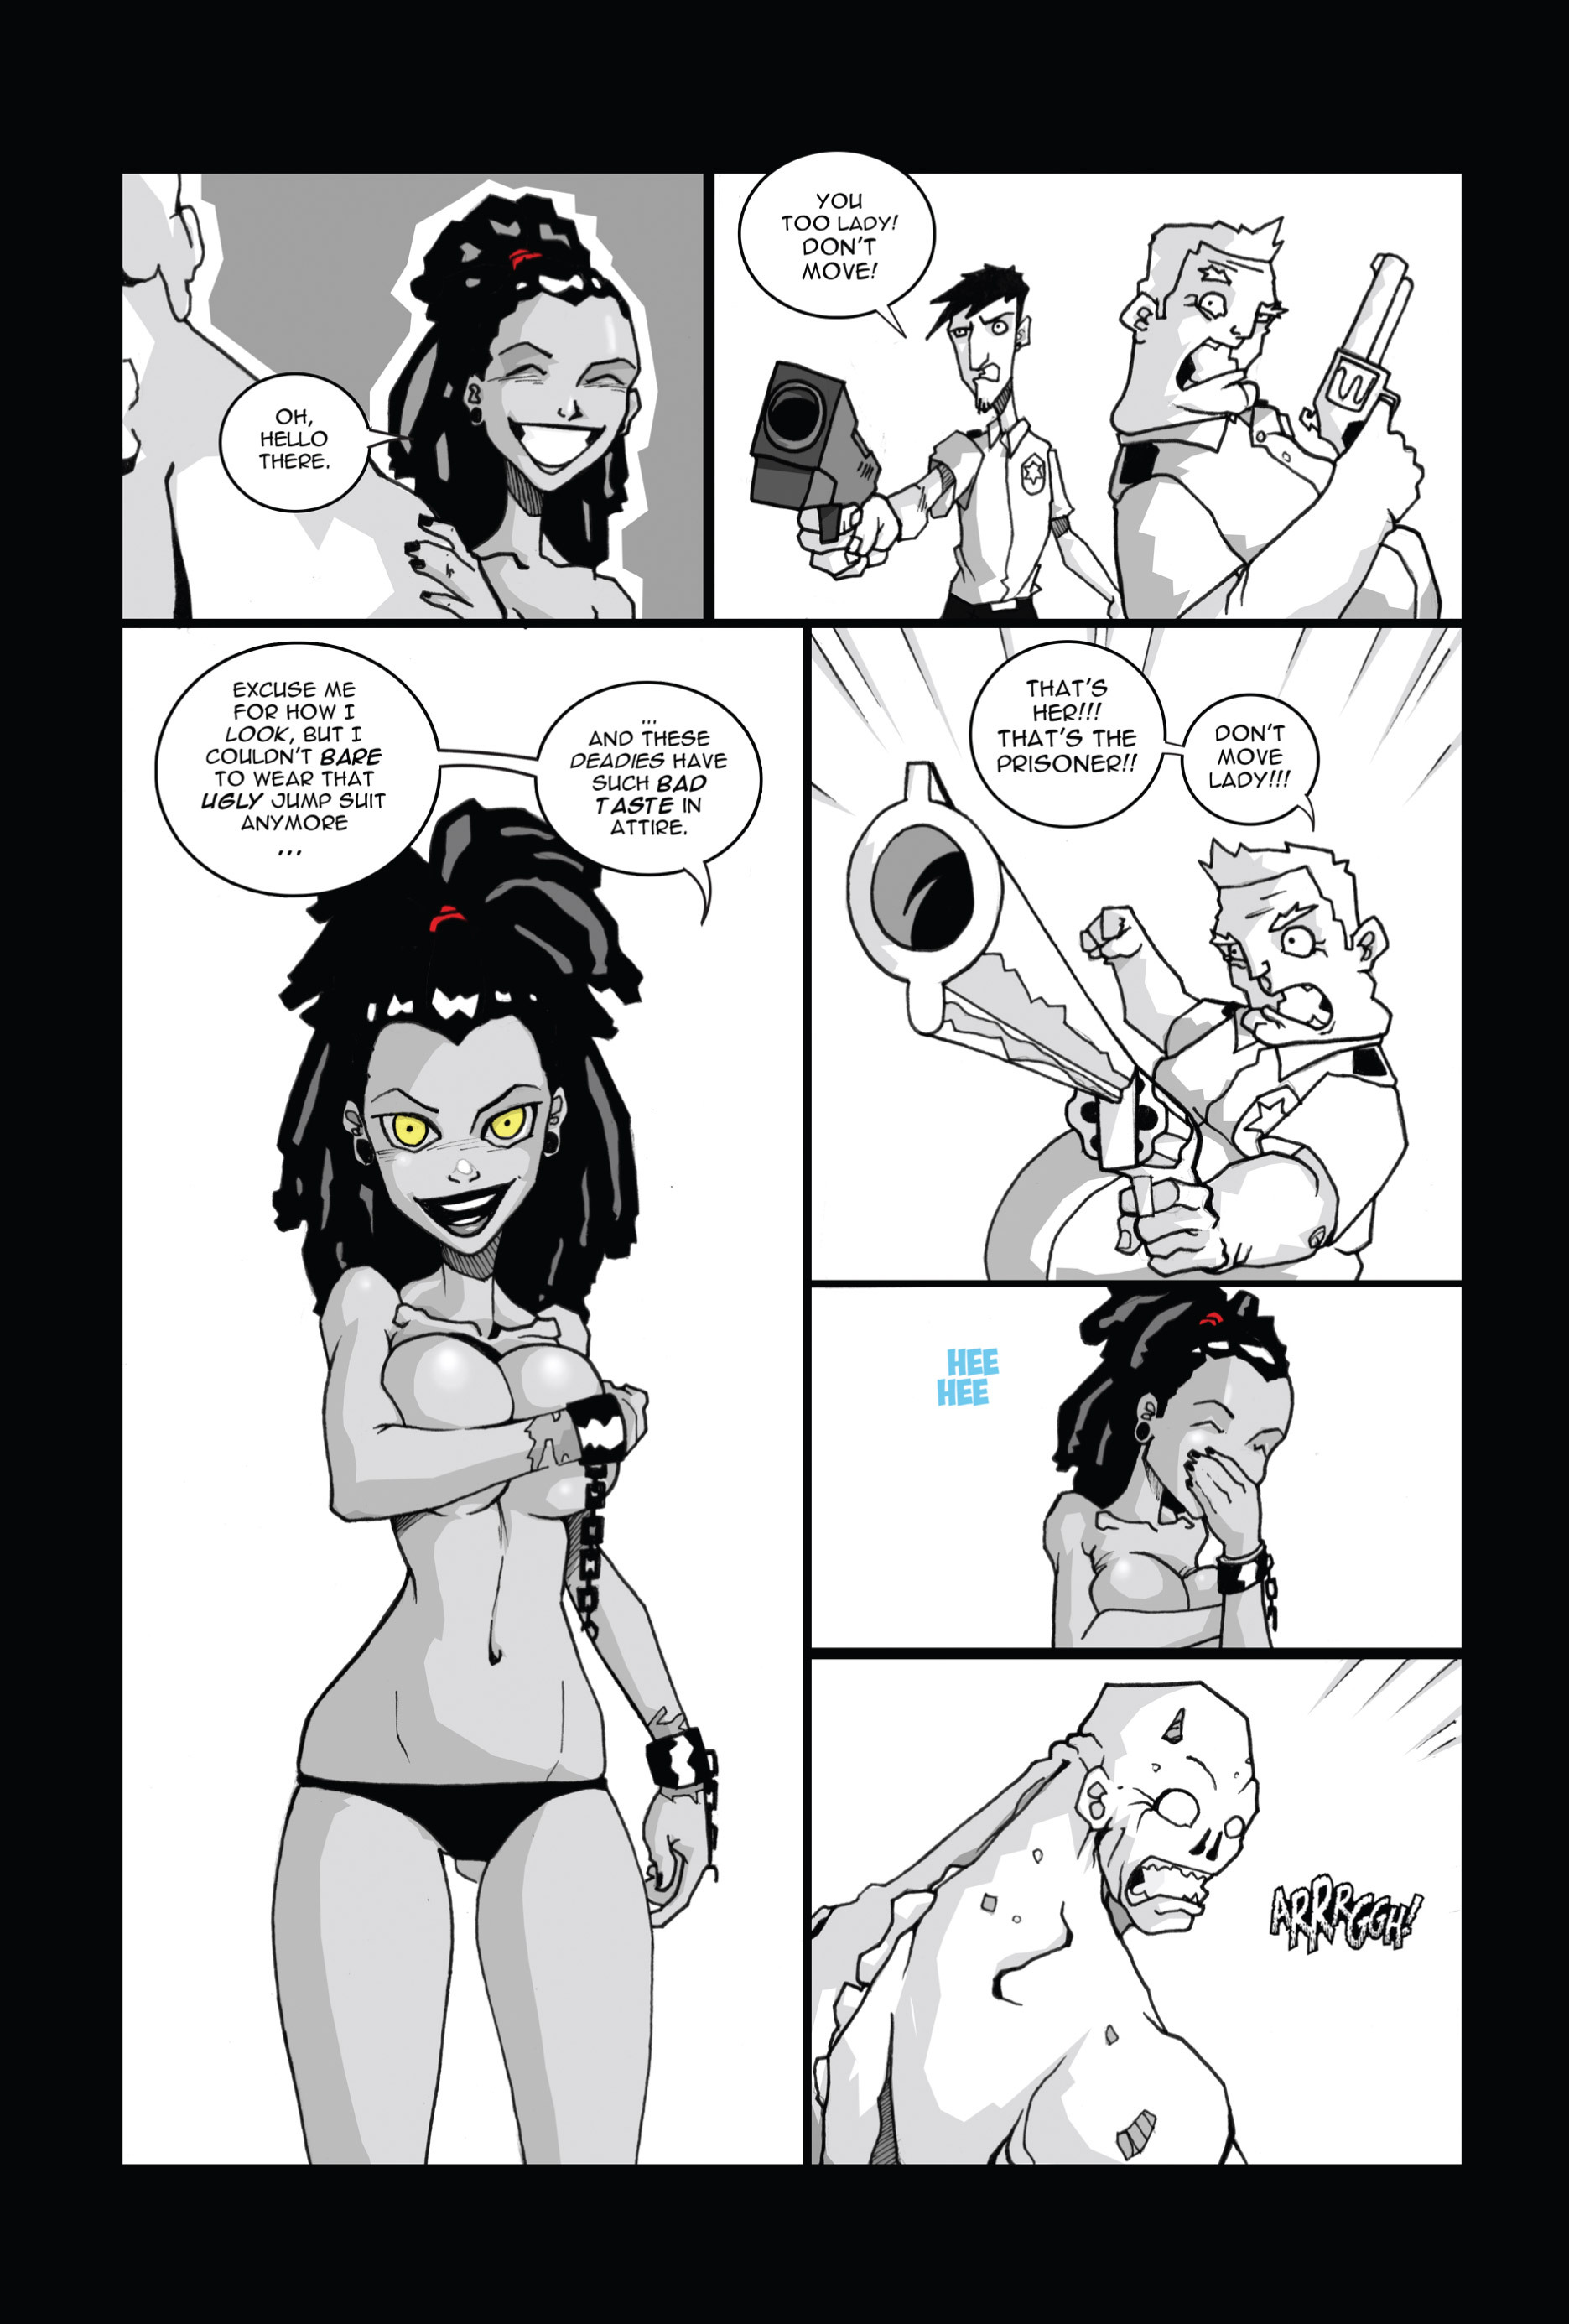 OH,
HELLO
THERE.
YOU
TOO LADY!
DON'T
MOVE!
EXCUSE ME
FOR HOW I
LOOK, BUT I
COULDN'T BARE
TO WEAR THAT
UGLY JUMP SUIT
ANYMORE
...
...
AND THESE
DEADIES HAVE
SUCH BAD
TASTE IN
ATTIRE.
THAT'S
HER!!!
THAT'S THE
PRISONER!!
DON'T
MOVE
LADY!!!
HEE
HEE
ARRRGGH!